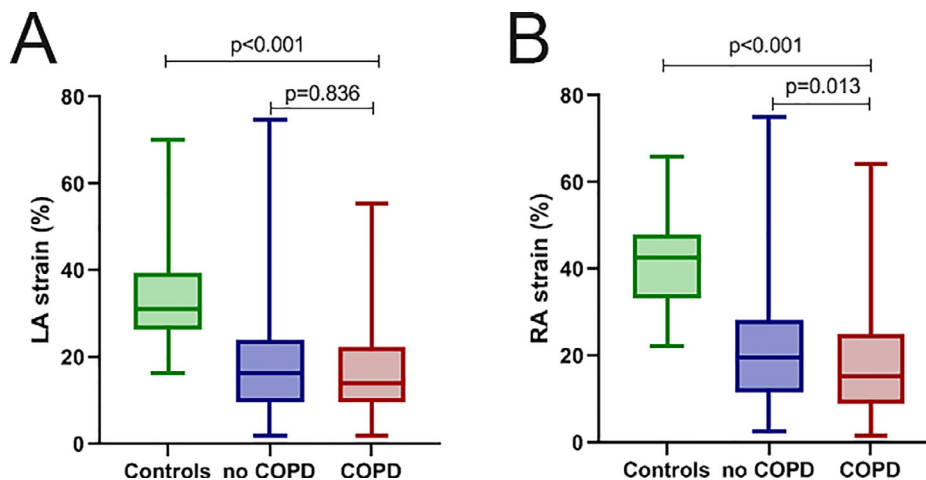 A
p<0.001
p=0.836
80
60
40
20
0
LA strain (%)
Controls no COPD COPD
B
p<0.001
p=0.013
80
60
40
20
0
RA strain (%)
Controls no COPD COPD